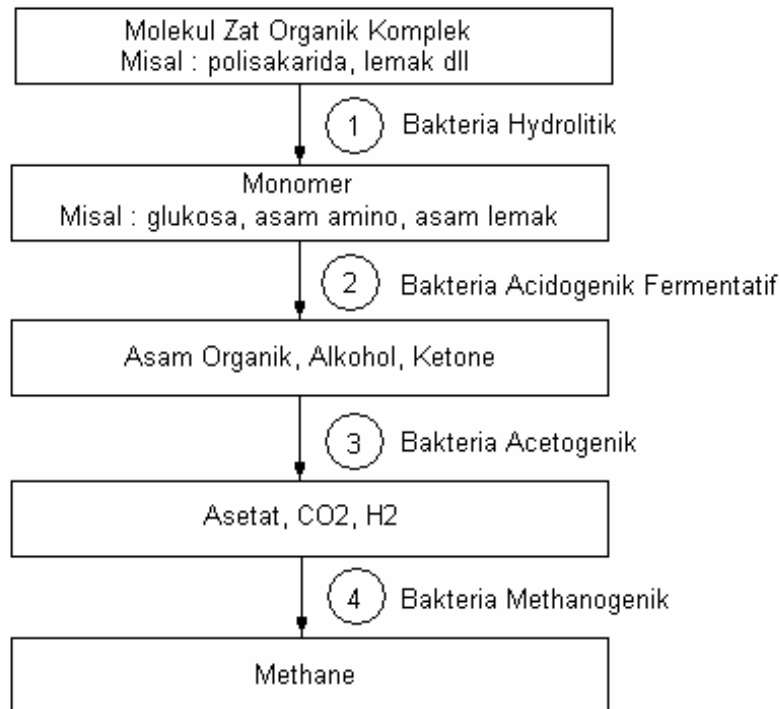 Molekul Zat Organik Komplek
Misal : polisakarida, lemak dll
1 Bakteria Hydrolitik
Monomer
Misal : glukosa, asam amino, asam lemak
2 Bakteria Acidogenik Fermentatif
Asam Organik, Alkohol, Ketone
3 Bakteria Acetogenik
Asetat, CO2, H2
4 Bakteria Methanogenik
Methane